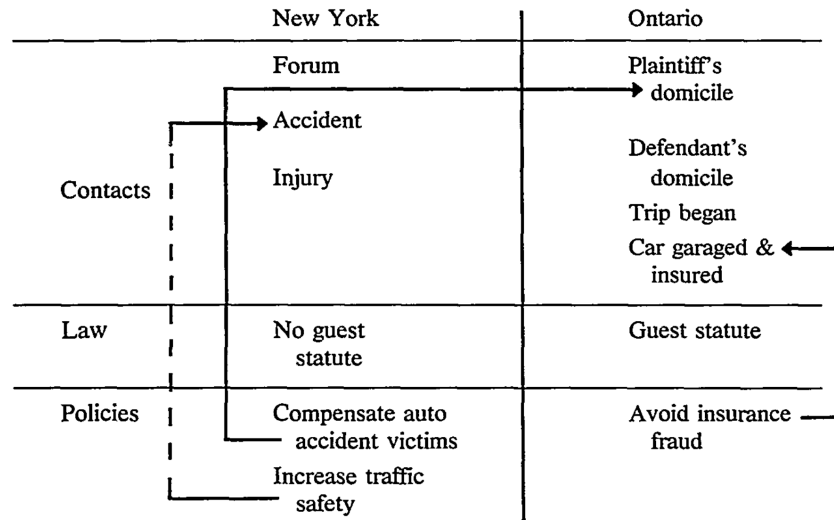 New York Ontario
Forum Plaintiff's
domicile
Accident
Defendant's
domicile
Contacts Injury
Trip began
Car garaged &
insured
Law No guest Guest statute
statute
Policies Compensate auto Avoid insurance
accident victims fraud
Increase traffic
safety